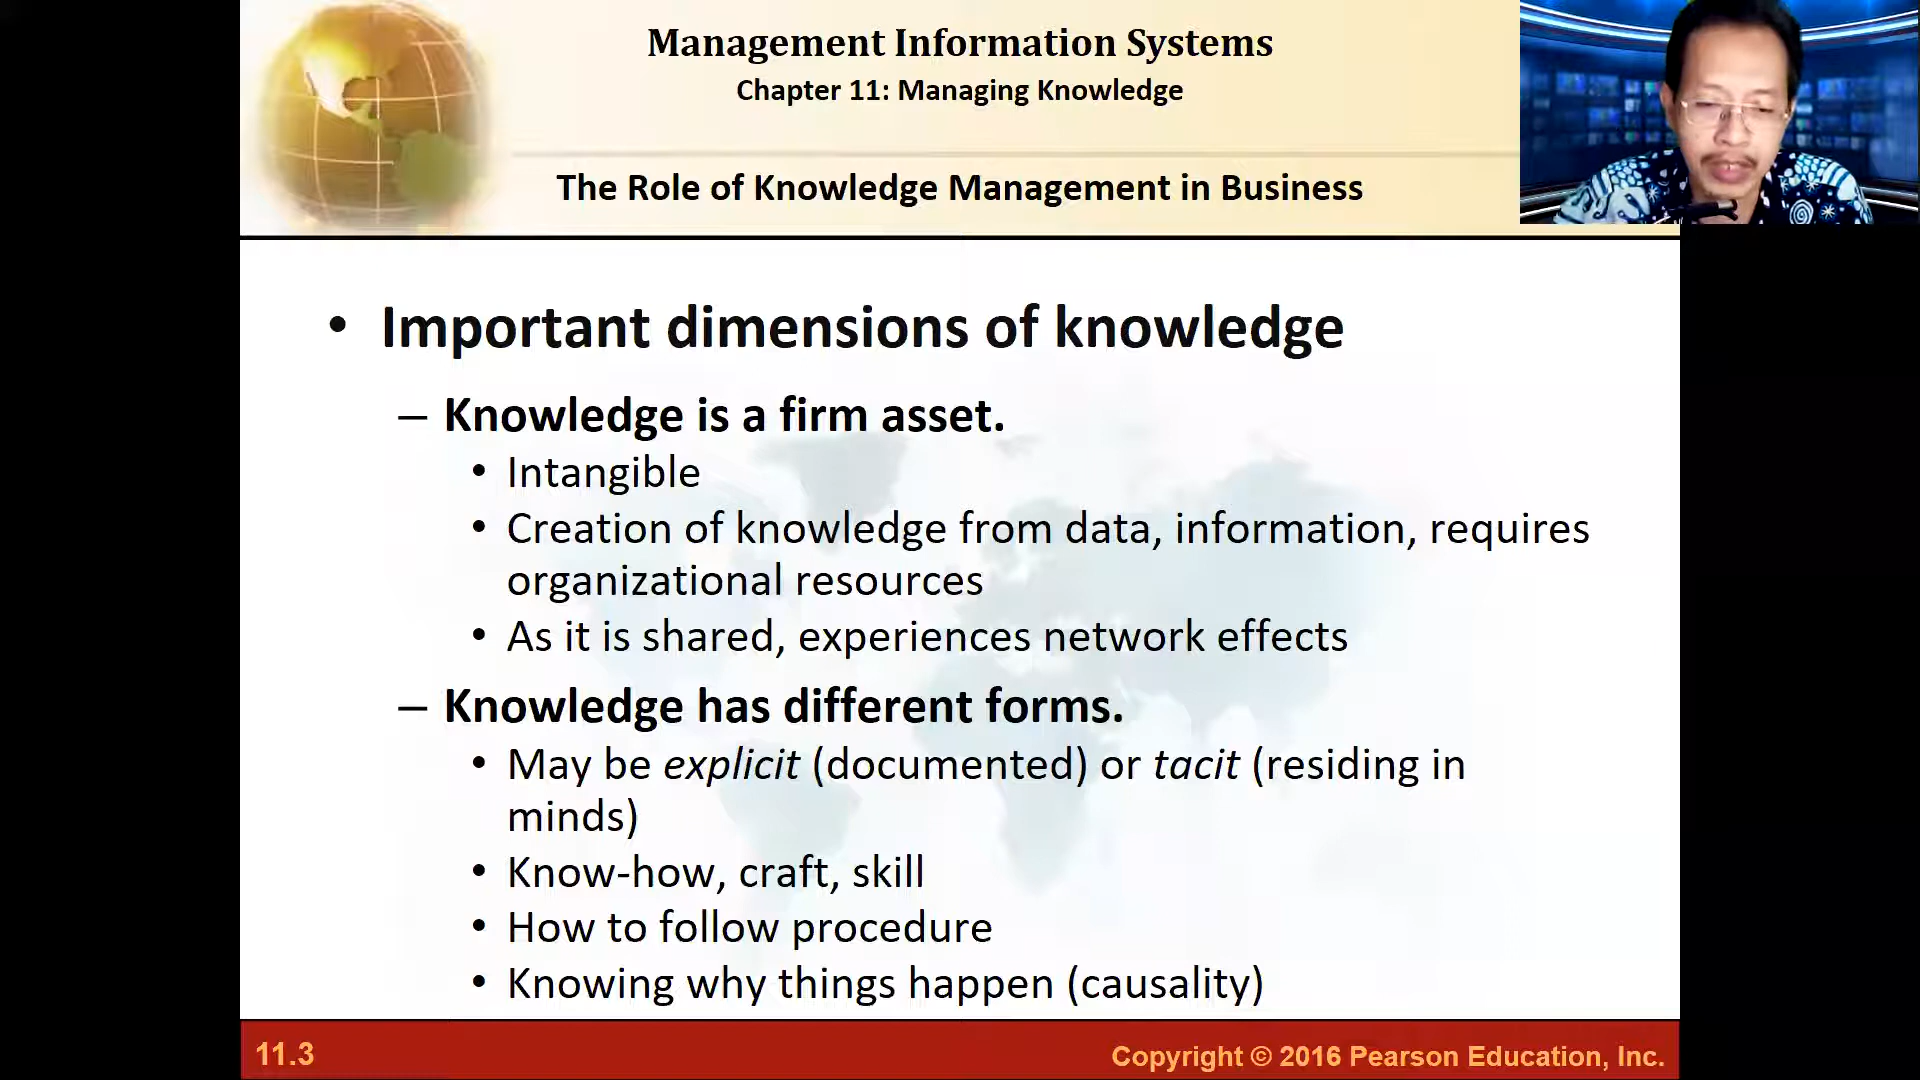 Management Information Systems
Chapter 11: Managing Knowledge
The Role of Knowledge Management in Business
• Important dimensions of knowledge
– Knowledge is a firm asset.
• Intangible
• Creation of knowledge from data, information, requires
organizational resources
• As it is shared, experiences network effects
– Knowledge has different forms.
• May be explicit (documented) or tacit (residing in
minds)
• Know-how, craft, skill
• How to follow procedure
• Knowing why things happen (causality)
11.3
Copyright © 2016 Pearson Education, Inc.